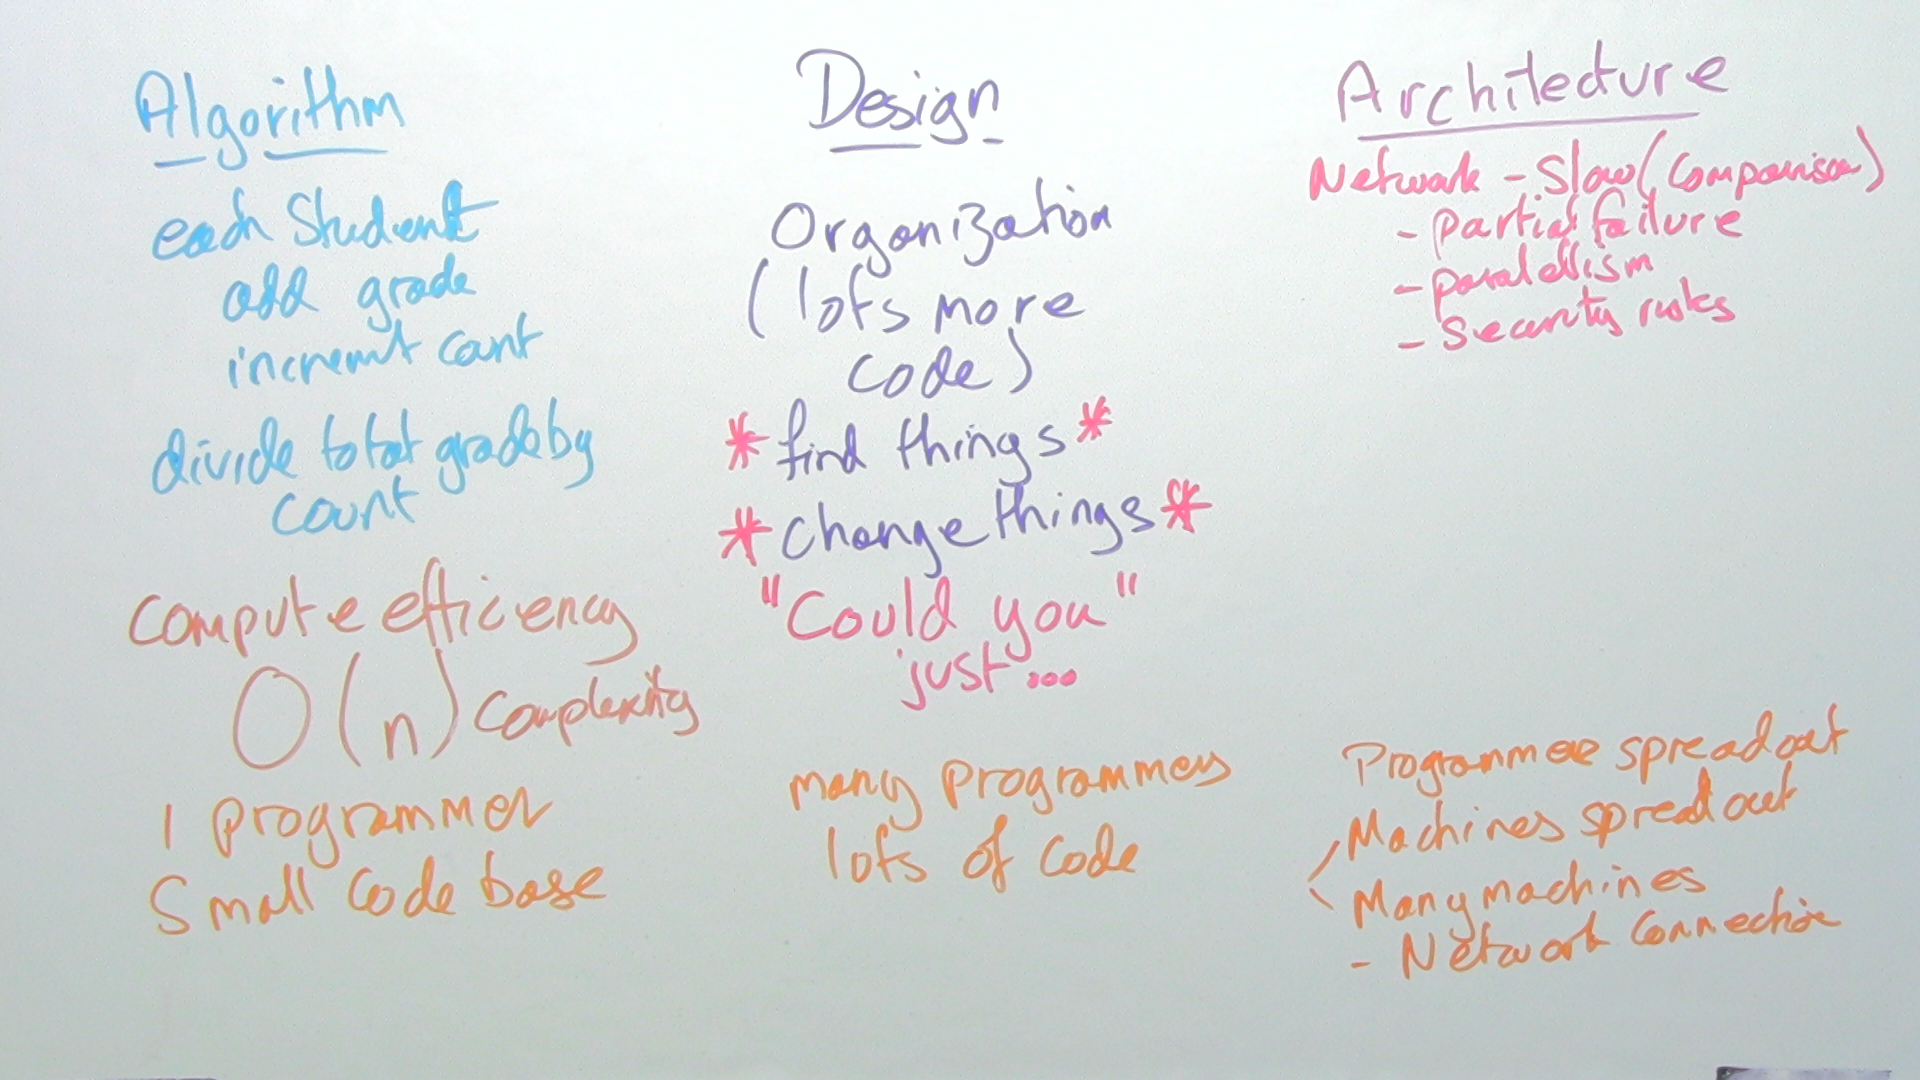 Algorithm
each Student
add grade
increment count
divide total grade by
count
compute efficiency
O(n) complexity
1 programmer
Small code base
Design
Organization
(lots more
code)
*find things*
*change things*
"Could you"
just...
many programmers
lots of code
Architecture
Network - Slow (comparison)
- partial failure
- parallelism
- Security risks
Programmers spread out
Machines spread out
Many machines
- Network connection